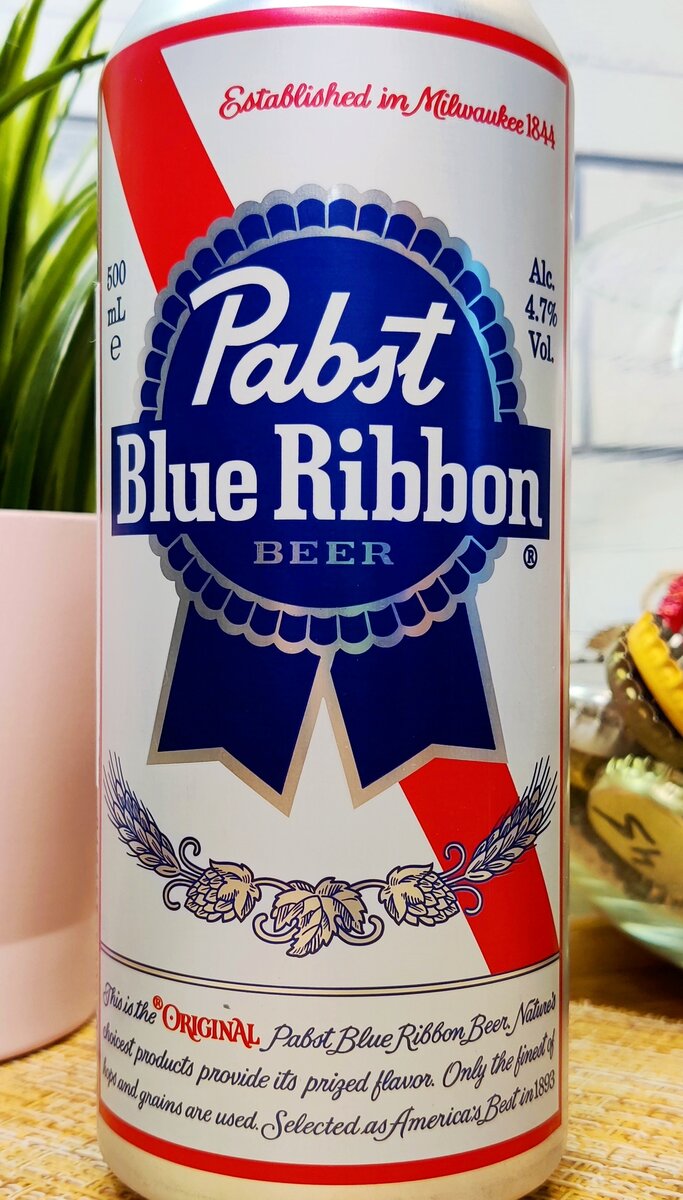 Established in Milwaukee 1844
500
mL
e
Alc.
4.7%
Vol.
Pabst
Blue Ribbon
BEER
®
This is the ®ORIGINAL Pabst Blue Ribbon Beer. Nature's
choicest products provide its prized flavor. Only the finest of
hops and grains are used. Selected as America's Best in 1893